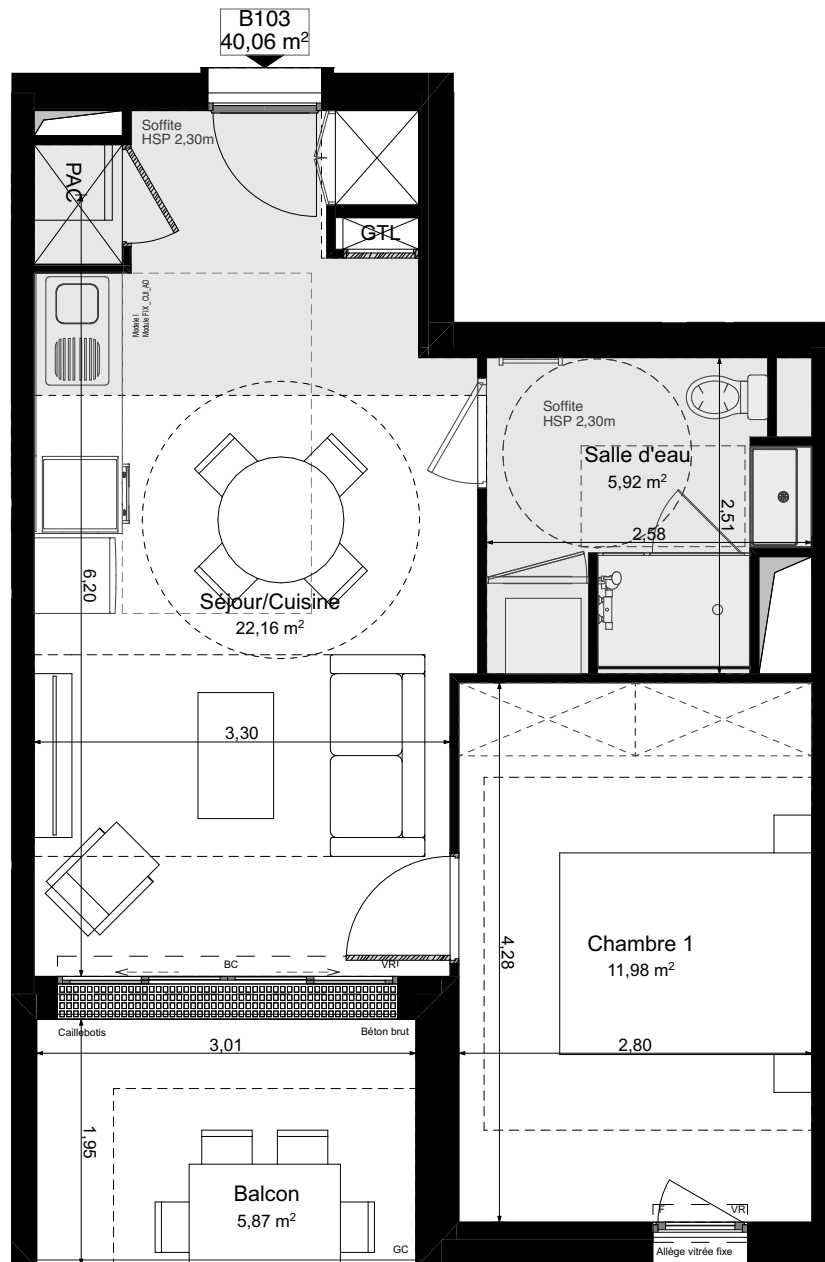 B103
40,06 m²
Soffite
HSP 2,30m
PAC
GTL
Modele I
Module FIX_CUI_AD
Soffite
HSP 2,30m
Salle d'eau
5,92 m²
2,51
2,58
6,20
Séjour/Cuisine
22,16 m²
3,30
4,28
Chambre 1
11,98 m²
BC
VR
Caillebotis
Béton brut
3,01
2,80
1,95
Balcon
5,87 m²
F
VR
GC
Allège vitrée fixe